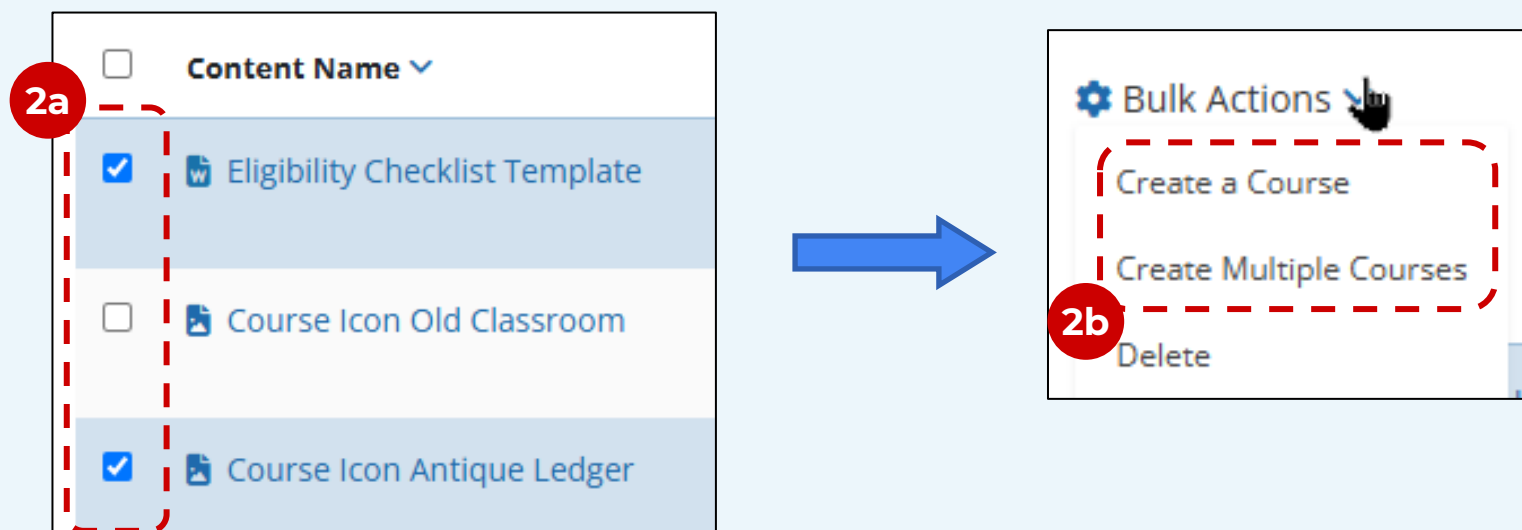 Content Name
2a
Eligibility Checklist Template
Course Icon Old Classroom
Course Icon Antique Ledger
Bulk Actions
Create a Course
Create Multiple Courses
2b
Delete